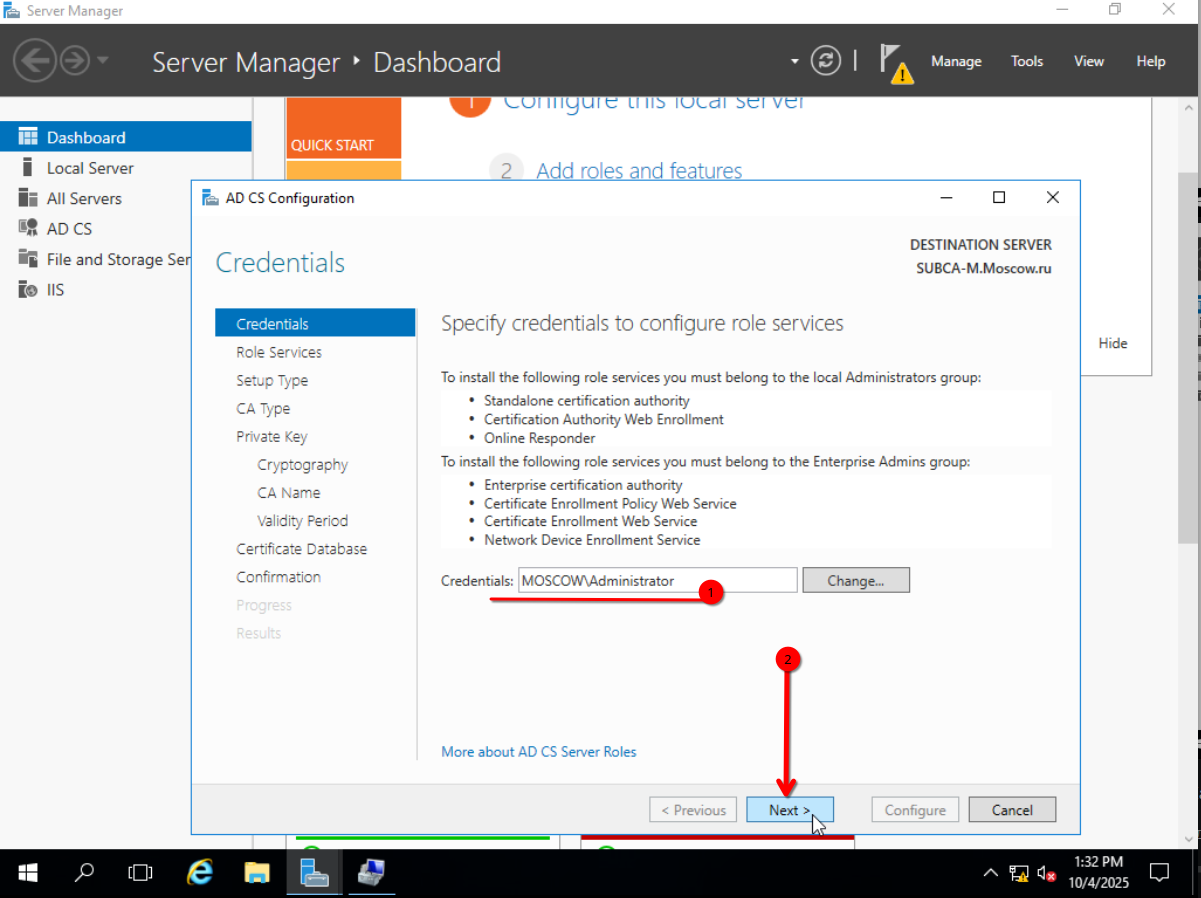 Server Manager
Server Manager ‣ Dashboard
Manage Tools View Help
Dashboard
Local Server
All Servers
AD CS
File and Storage Ser
IIS
QUICK START
1 Configure this local server
2 Add roles and features
Hide
AD CS Configuration
Credentials
DESTINATION SERVER
SUBCA-M.Moscow.ru
Credentials
Role Services
Setup Type
CA Type
Private Key
Cryptography
CA Name
Validity Period
Certificate Database
Confirmation
Progress
Results
Specify credentials to configure role services
To install the following role services you must belong to the local Administrators group:
• Standalone certification authority
• Certification Authority Web Enrollment
• Online Responder
To install the following role services you must belong to the Enterprise Admins group:
• Enterprise certification authority
• Certificate Enrollment Policy Web Service
• Certificate Enrollment Web Service
• Network Device Enrollment Service
Credentials: MOSCOW\Administrator Change...
1
2
More about AD CS Server Roles
< Previous Next > Configure Cancel
1:32 PM
10/4/2025